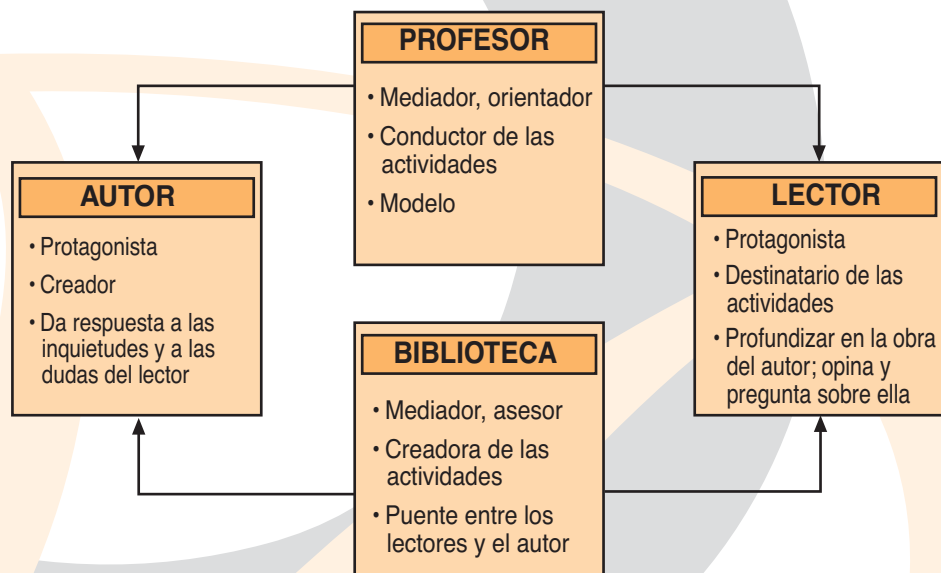 PROFESOR
• Mediador, orientador
• Conductor de las
actividades
• Modelo
AUTOR
• Protagonista
• Creador
• Da respuesta a las
inquietudes y a las
dudas del lector
LECTOR
• Protagonista
• Destinatario de las
actividades
• Profundizar en la obra
del autor; opina y
pregunta sobre ella
BIBLIOTECA
• Mediador, asesor
• Creadora de las
actividades
• Puente entre los
lectores y el autor